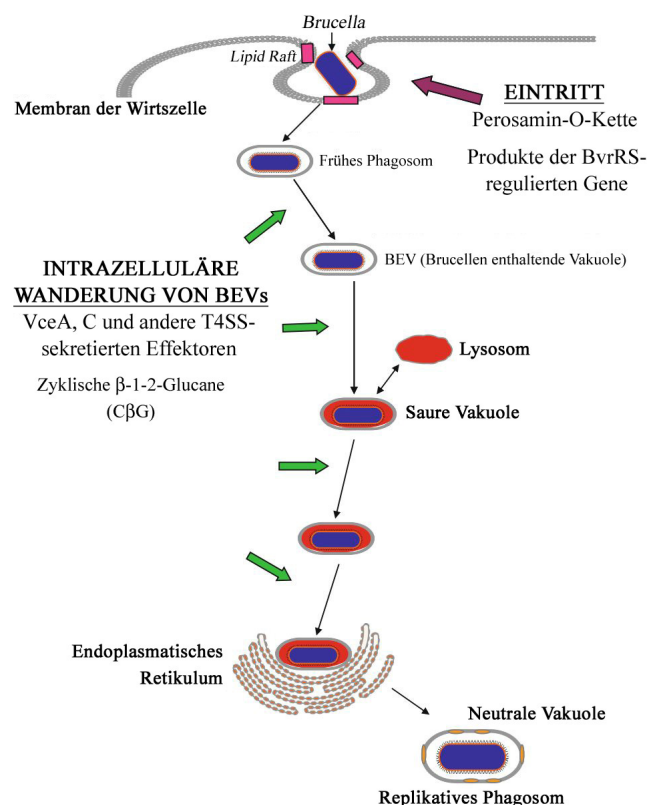 Brucella
Lipid Raft
Membran der Wirtszelle
EINTRITT
Perosamin-O-Kette
Produkte der BvrRS-
regulierten Gene
Frühes Phagosom
BEV (Brucellen enthaltende Vakuole)
INTRAZELLULÄRE
WANDERUNG VON BEVs
VceA, C und andere T4SS-
sekretierten Effektoren
Zyklische β-1-2-Glucane
(CβG)
Lysosom
Saure Vakuole
Endoplasmatisches
Retikulum
Neutrale Vakuole
Replikatives Phagosom